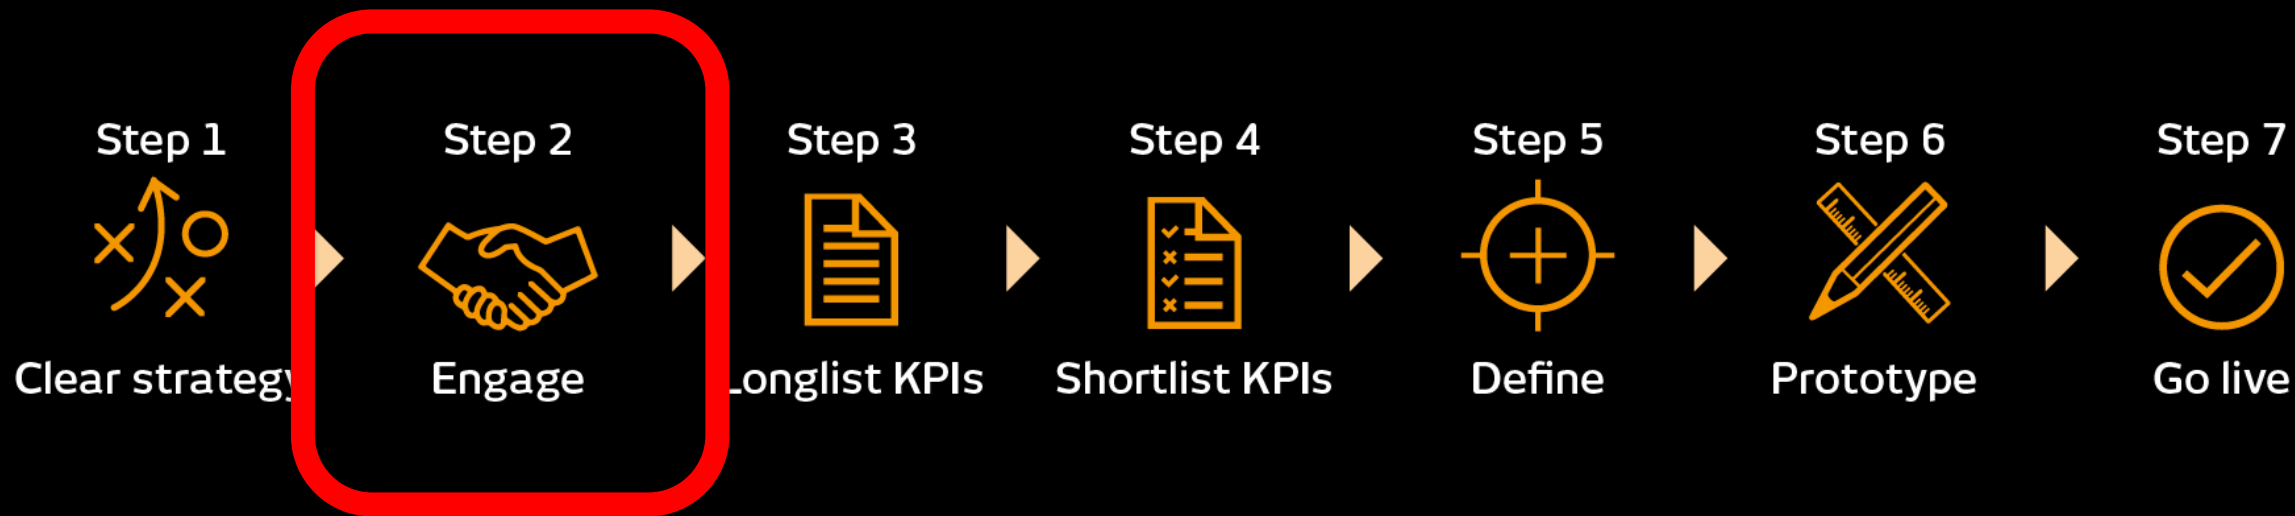 Step 1
Step 2
Step 3
Step 4
Step 5
Step 6
Step 7
Clear strategy
Engage
Longlist KPIs
Shortlist KPIs
Define
Prototype
Go live